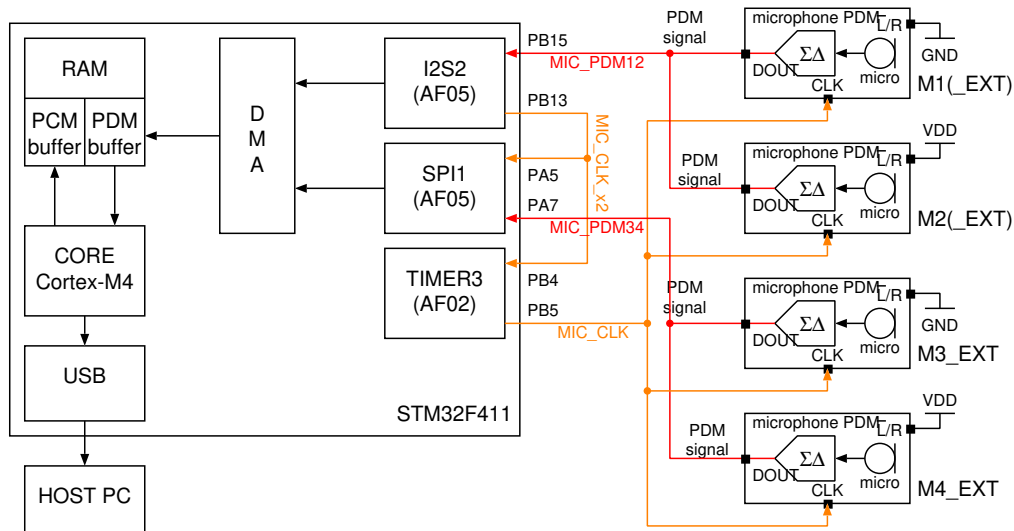 RAM
PCM
buffer
PDM
buffer
CORE
Cortex-M4
USB
HOST PC
D
M
A
I2S2
(AF05)
SPI1
(AF05)
TIMER3
(AF02)
STM32F411
PB15
MIC_PDM12
PB13
MIC_CLK_x2
PA5
PA7
MIC_PDM34
PB4
PB5
MIC_CLK
PDM
signal
microphone PDM
L/R
ΣΔ
DOUT
micro
CLK
GND
M1(_EXT)
PDM
signal
microphone PDM
L/R
VDD
ΣΔ
DOUT
micro
CLK
M2(_EXT)
PDM
signal
microphone PDM
L/R
ΣΔ
DOUT
micro
CLK
GND
M3_EXT
PDM
signal
microphone PDM
L/R
VDD
ΣΔ
DOUT
micro
CLK
M4_EXT